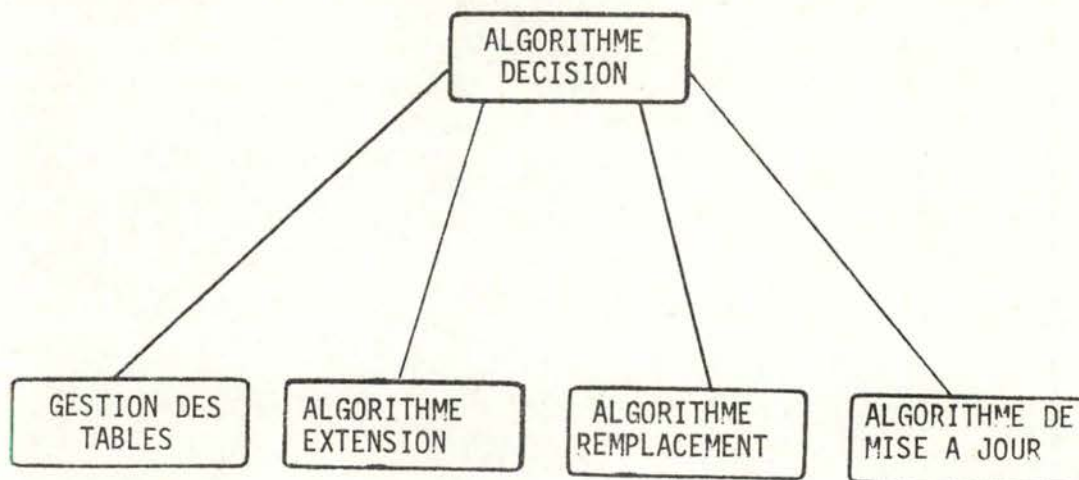 ALGORITHME
DECISION
GESTION DES
TABLES
ALGORITHME
EXTENSION
ALGORITHME
REMPLACEMENT
ALGORITHME DE
MISE A JOUR